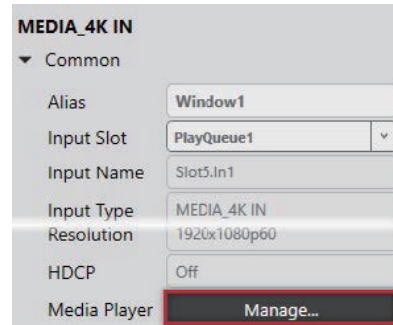 MEDIA_4K IN
Common
Alias Window1
Input Slot PlayQueue1
Input Name Slot5.In1
Input Type MEDIA_4K IN
Resolution 1920x1080p60
HDCP Off
Media Player Manage...